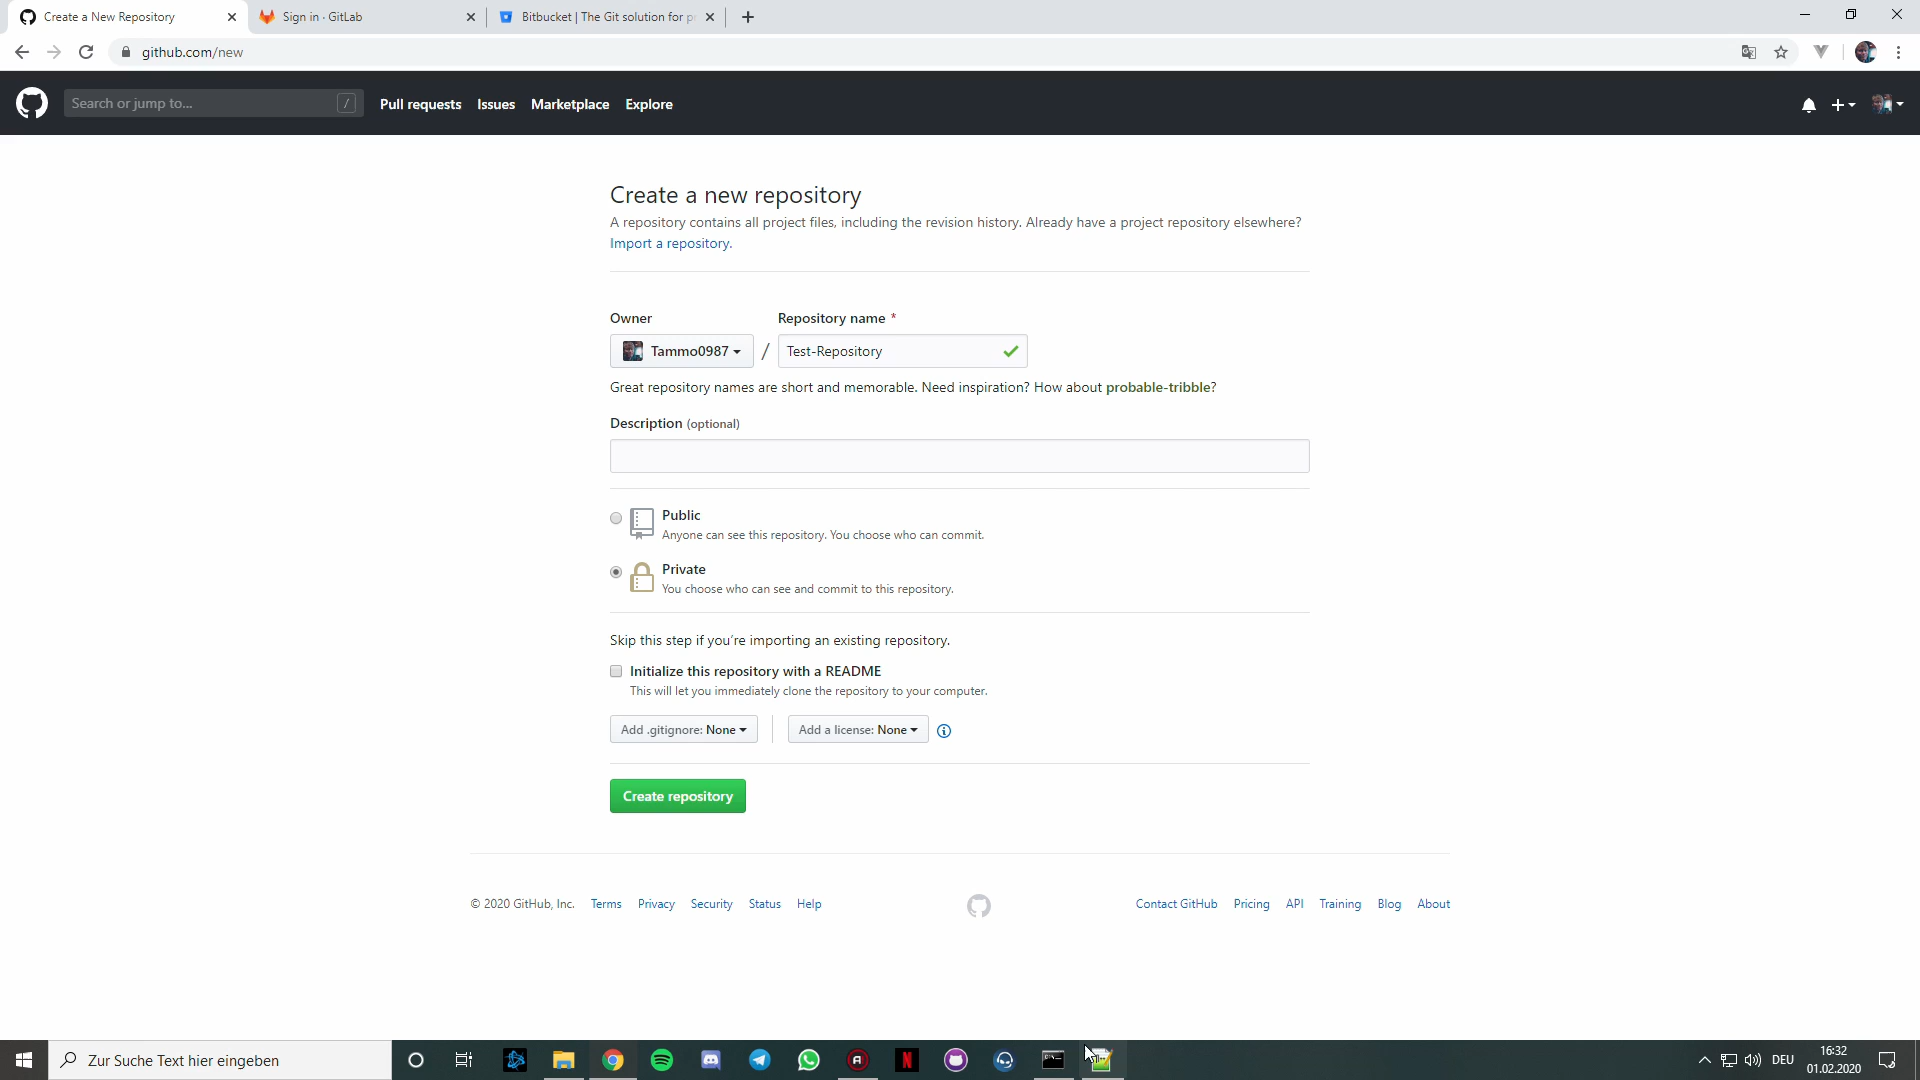 Create a New Repository
Sign in · GitLab
Bitbucket | The Git solution for p
github.com/new
Search or jump to...
/
Pull requests
Issues
Marketplace
Explore
Create a new repository
A repository contains all project files, including the revision history. Already have a project repository elsewhere?
Import a repository.
Owner
Repository name *
Tammo0987
/
Test-Repository
Great repository names are short and memorable. Need inspiration? How about probable-tribble?
Description (optional)
Public
Anyone can see this repository. You choose who can commit.
Private
You choose who can see and commit to this repository.
Skip this step if you're importing an existing repository.
Initialize this repository with a README
This will let you immediately clone the repository to your computer.
Add .gitignore: None
Add a license: None
Create repository
© 2020 GitHub, Inc.
Terms
Privacy
Security
Status
Help
Contact GitHub
Pricing
API
Training
Blog
About
Zur Suche Text hier eingeben
DEU
16:32
01.02.2020